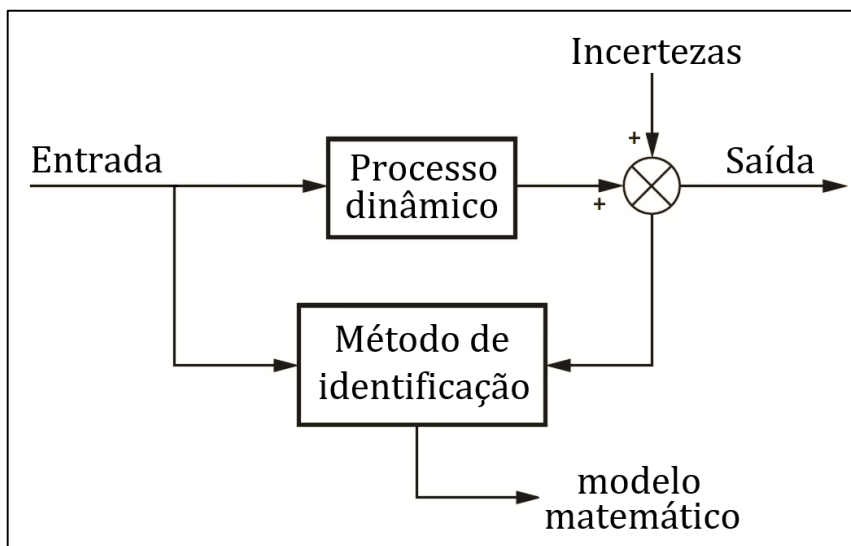 Incertezas
+
Entrada
Processo
dinâmico
Saída
+
Método de
identificação
modelo
matemático